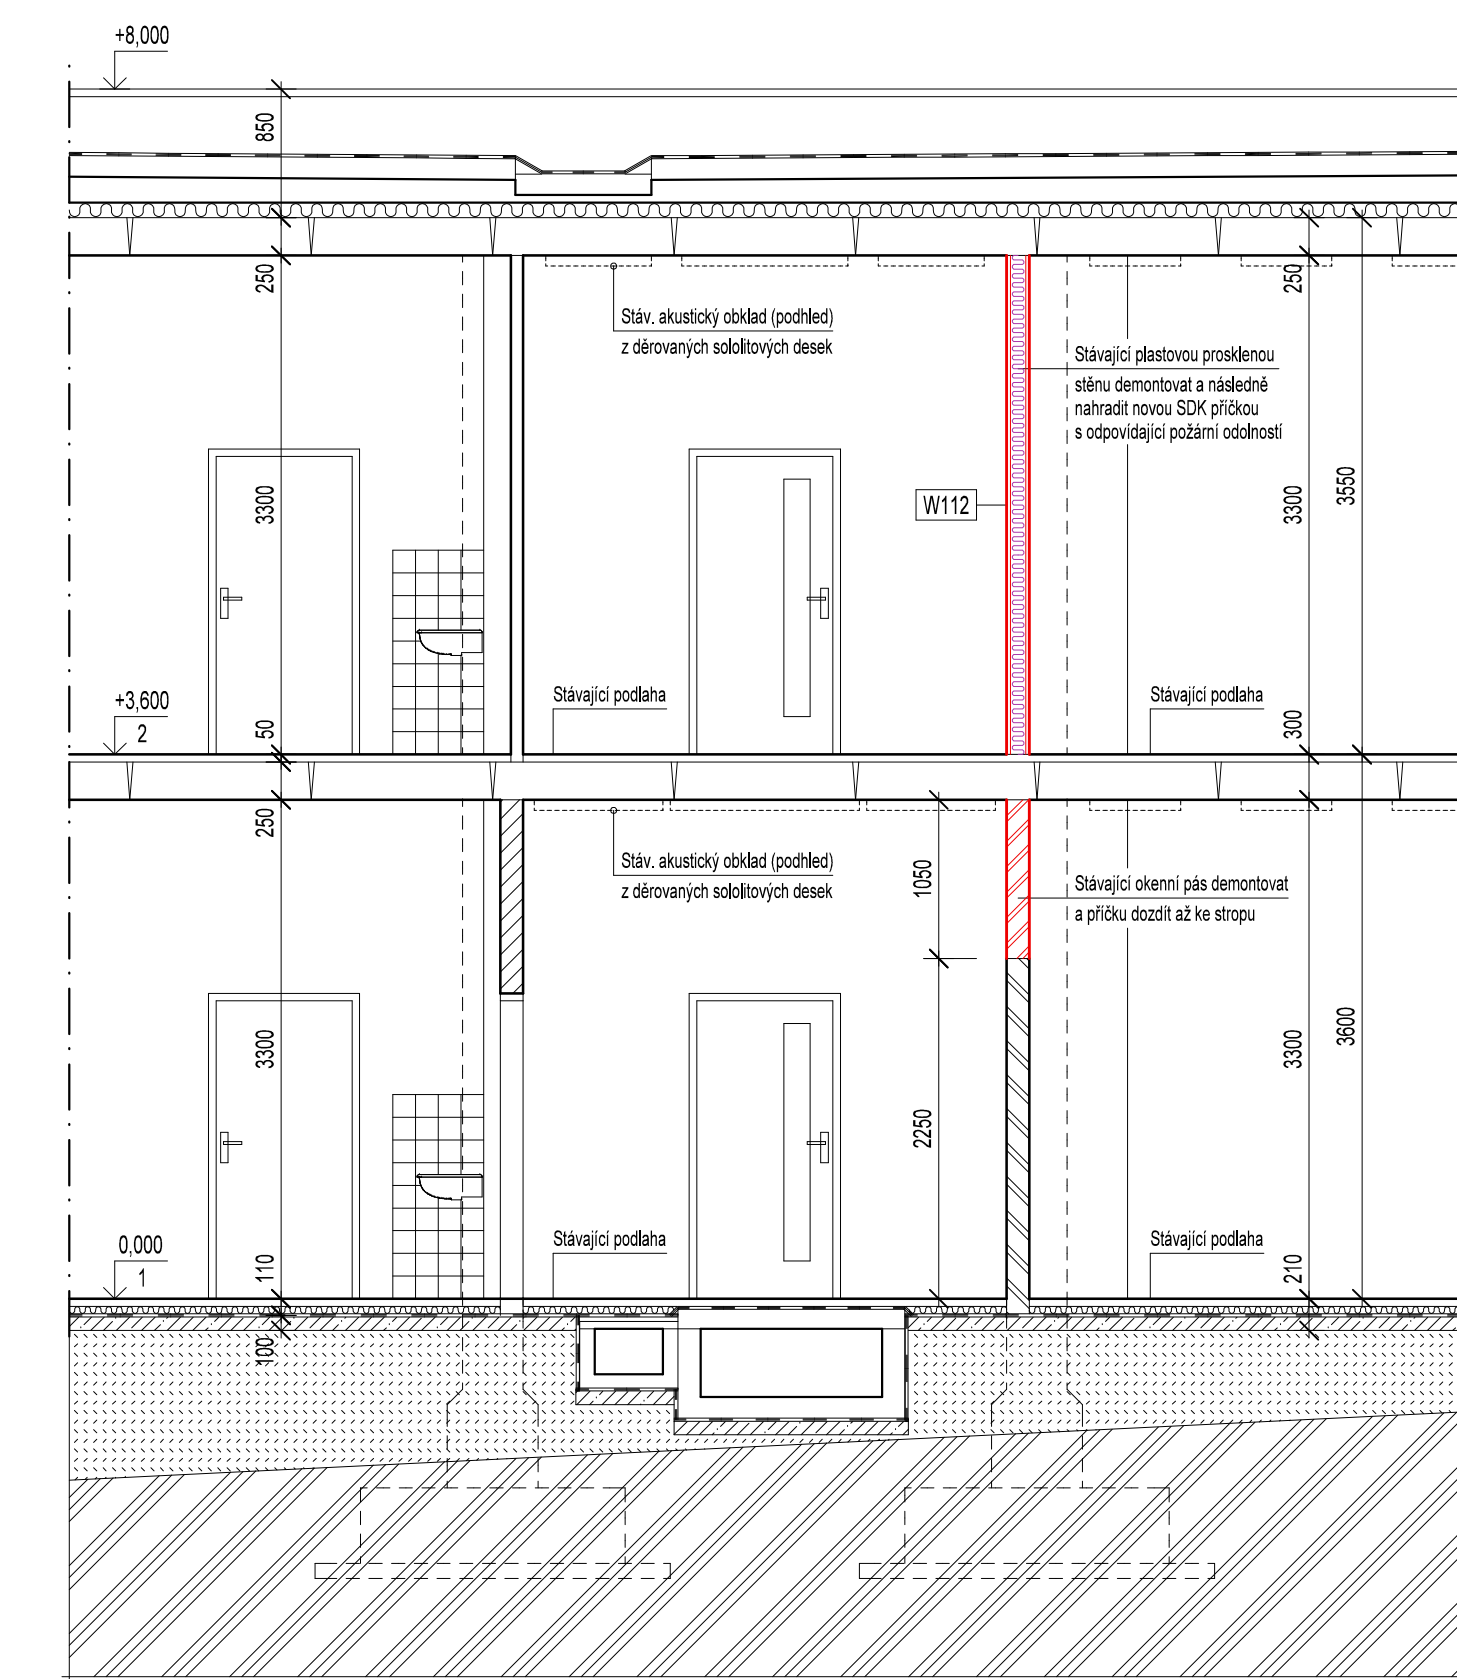 +8,000
850
250
250
Stáv. akustický obklad (podhled)
z děrovaných sololitových desek
Stávající plastovou prosklenou
stěnu demontovat a následně
nahradit novou SDK příčkou
s odpovídající požární odolností
3300
W112
3300
3550
+3,600
2
50
Stávající podlaha
Stávající podlaha
300
250
Stáv. akustický obklad (podhled)
z děrovaných sololitových desek
1050
Stávající okenní pás demontovat
a příčku dozdít až ke stropu
3300
2250
3300
3600
0,000
1
110
Stávající podlaha
Stávající podlaha
210
100